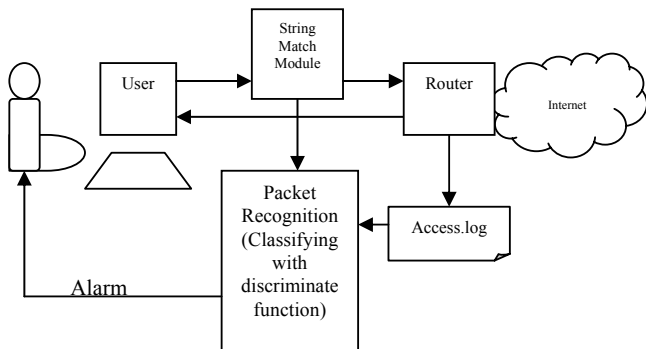 String
Match
Module
User
Router
Internet
Packet
Recognition
(Classifying
with
discriminate
function)
Access.log
Alarm